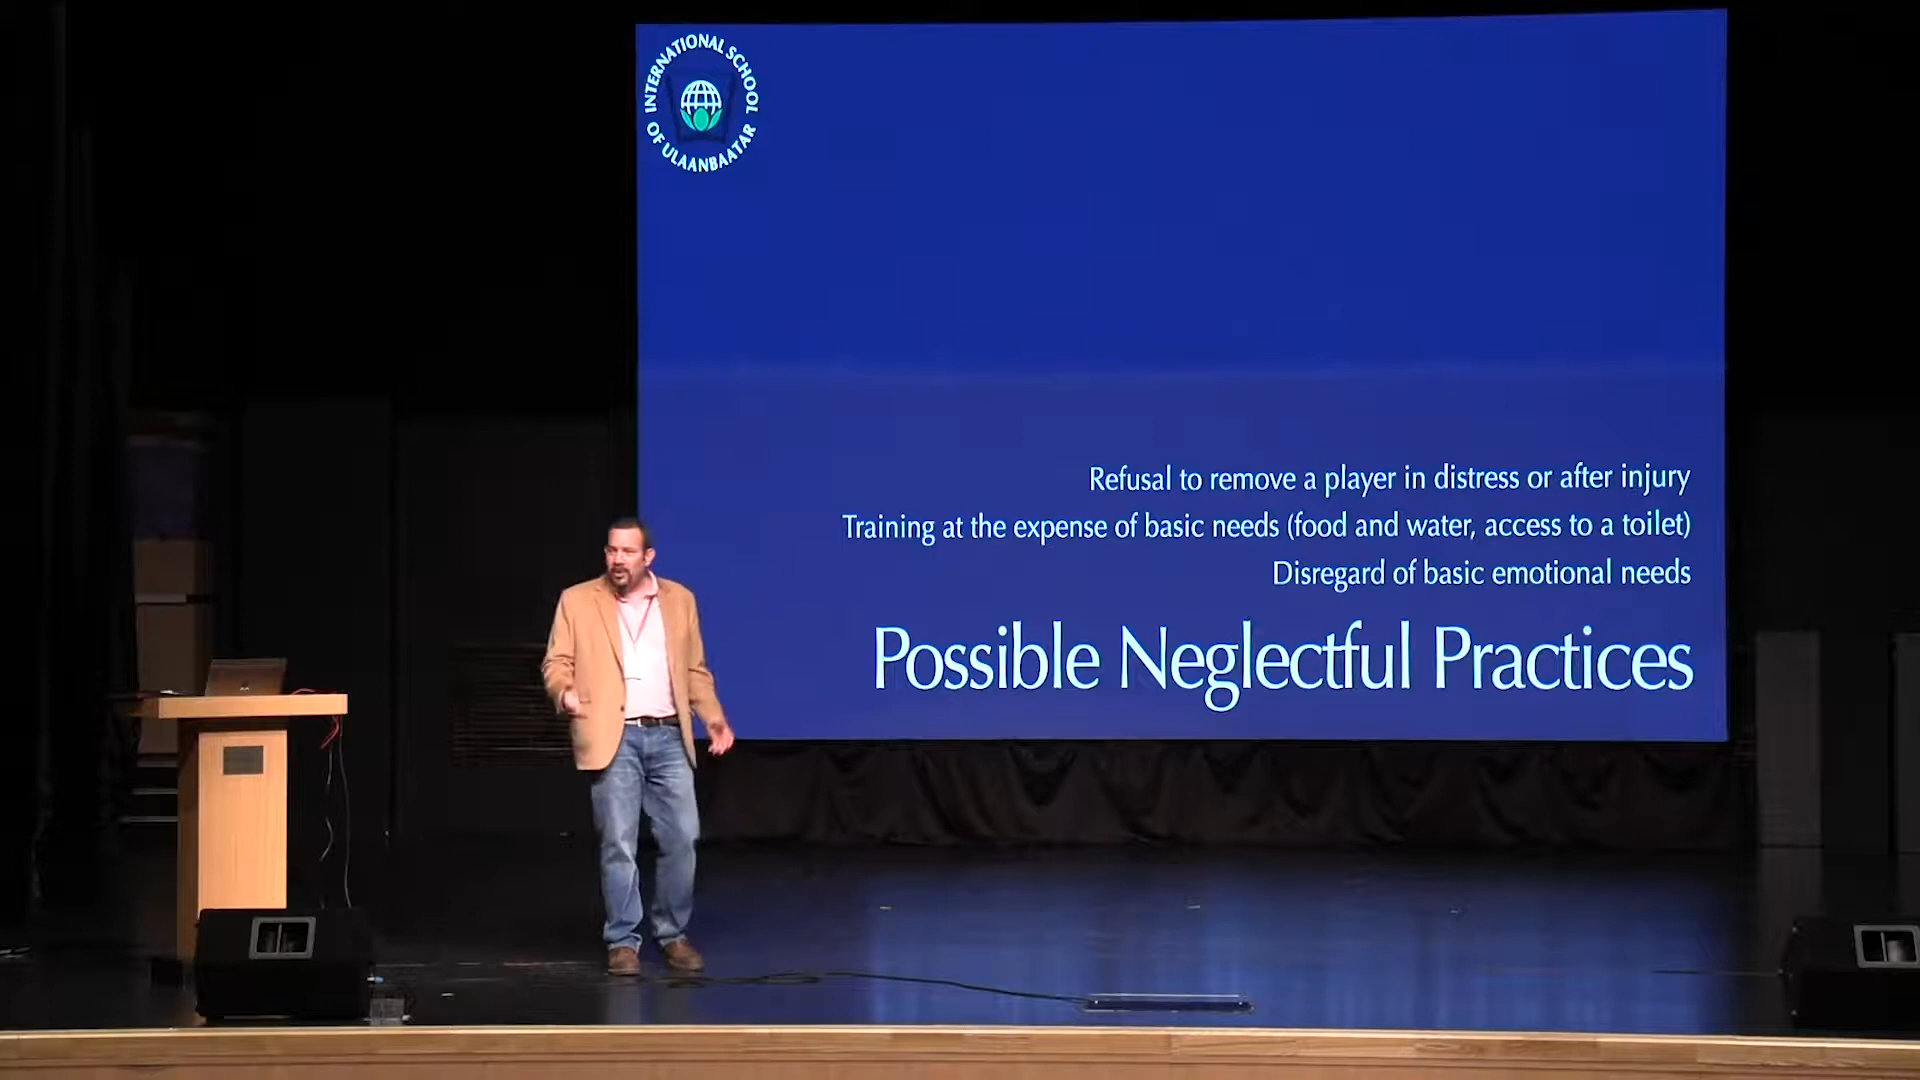 INTERNATIONAL SCHOOL
OF ULAANBAATAR
Refusal to remove a player in distress or after injury
Training at the expense of basic needs (food and water, access to a toilet)
Disregard of basic emotional needs
Possible Neglectful Practices